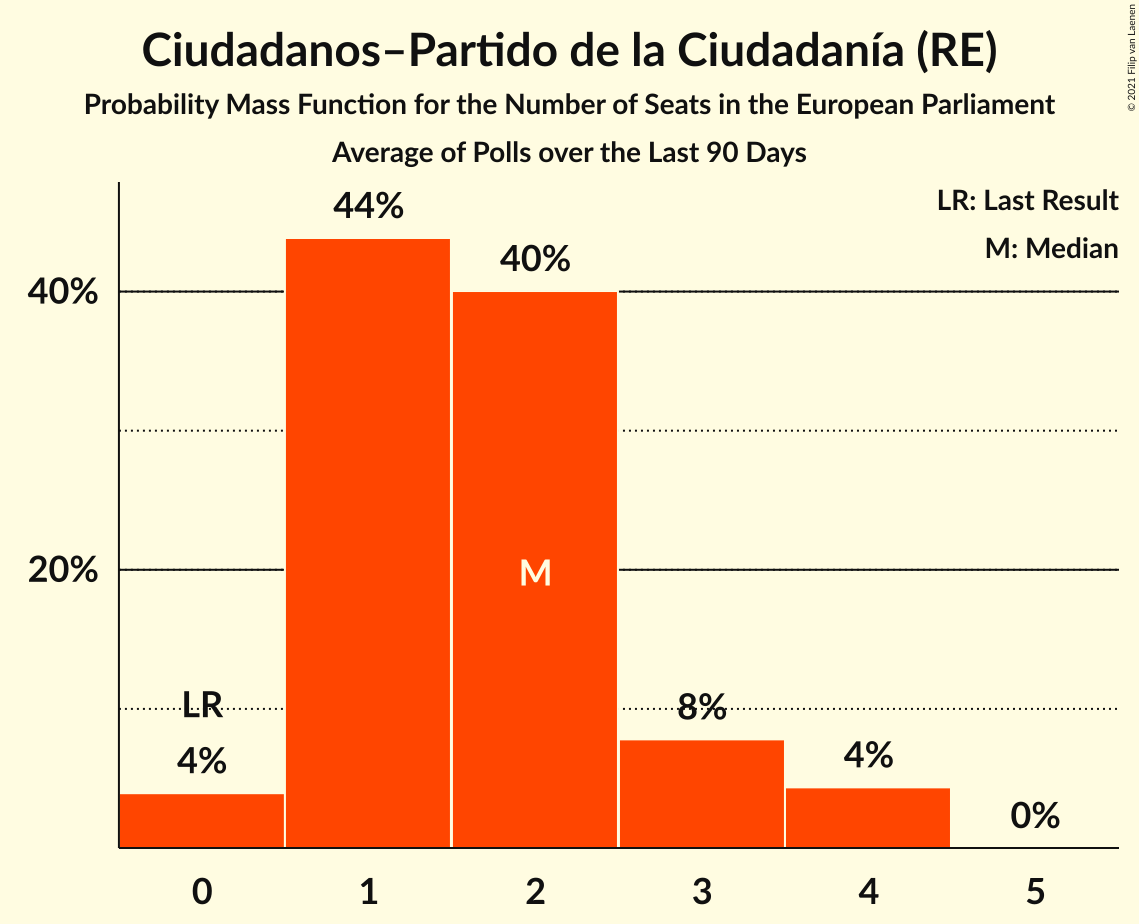 Ciudadanos–Partido de la Ciudadanía (RE)
Probability Mass Function for the Number of Seats in the European Parliament
Average of Polls over the Last 90 Days
© 2021 Filip van Laenen
LR: Last Result
M: Median
44%
40%
40%
20%
M
LR
4%
8%
4%
0%
0 1 2 3 4 5